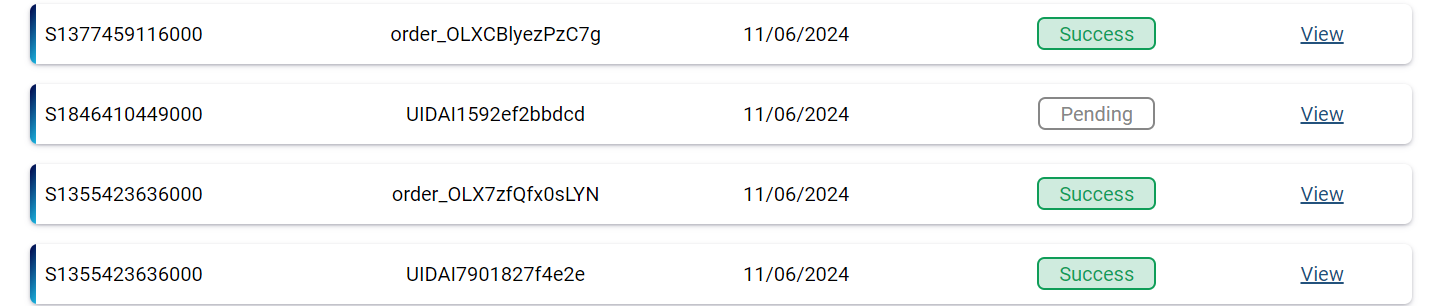 S1377459116000 order_OLXCBlyezPzC7g 11/06/2024 Success View
S1846410449000 UIDAI1592ef2bbdcd 11/06/2024 Pending View
S1355423636000 order_OLX7zfQfx0sLYN 11/06/2024 Success View
S1355423636000 UIDAI7901827f4e2e 11/06/2024 Success View